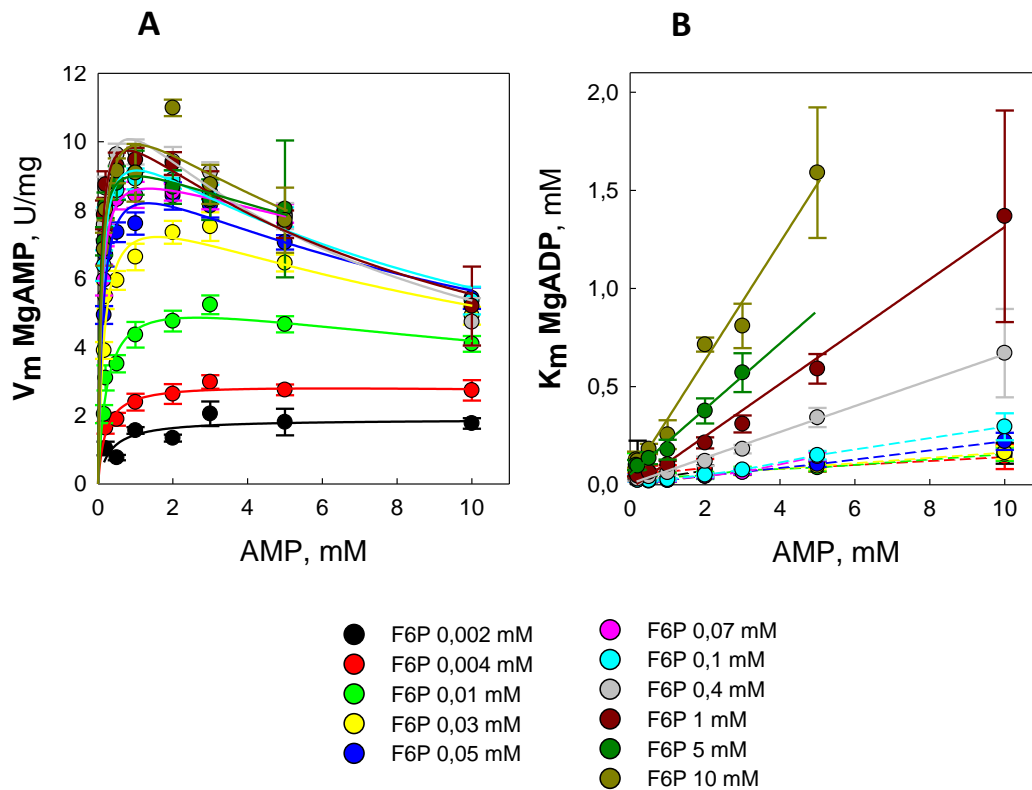 A
B
12
10
8
6
4
2
0
V_m MgAMP, U/mg
0 2 4 6 8 10
AMP, mM
2,0
1,5
1,0
0,5
0,0
K_m MgADP, mM
0 2 4 6 8 10
AMP, mM
F6P 0,002 mM
F6P 0,004 mM
F6P 0,01 mM
F6P 0,03 mM
F6P 0,05 mM
F6P 0,07 mM
F6P 0,1 mM
F6P 0,4 mM
F6P 1 mM
F6P 5 mM
F6P 10 mM